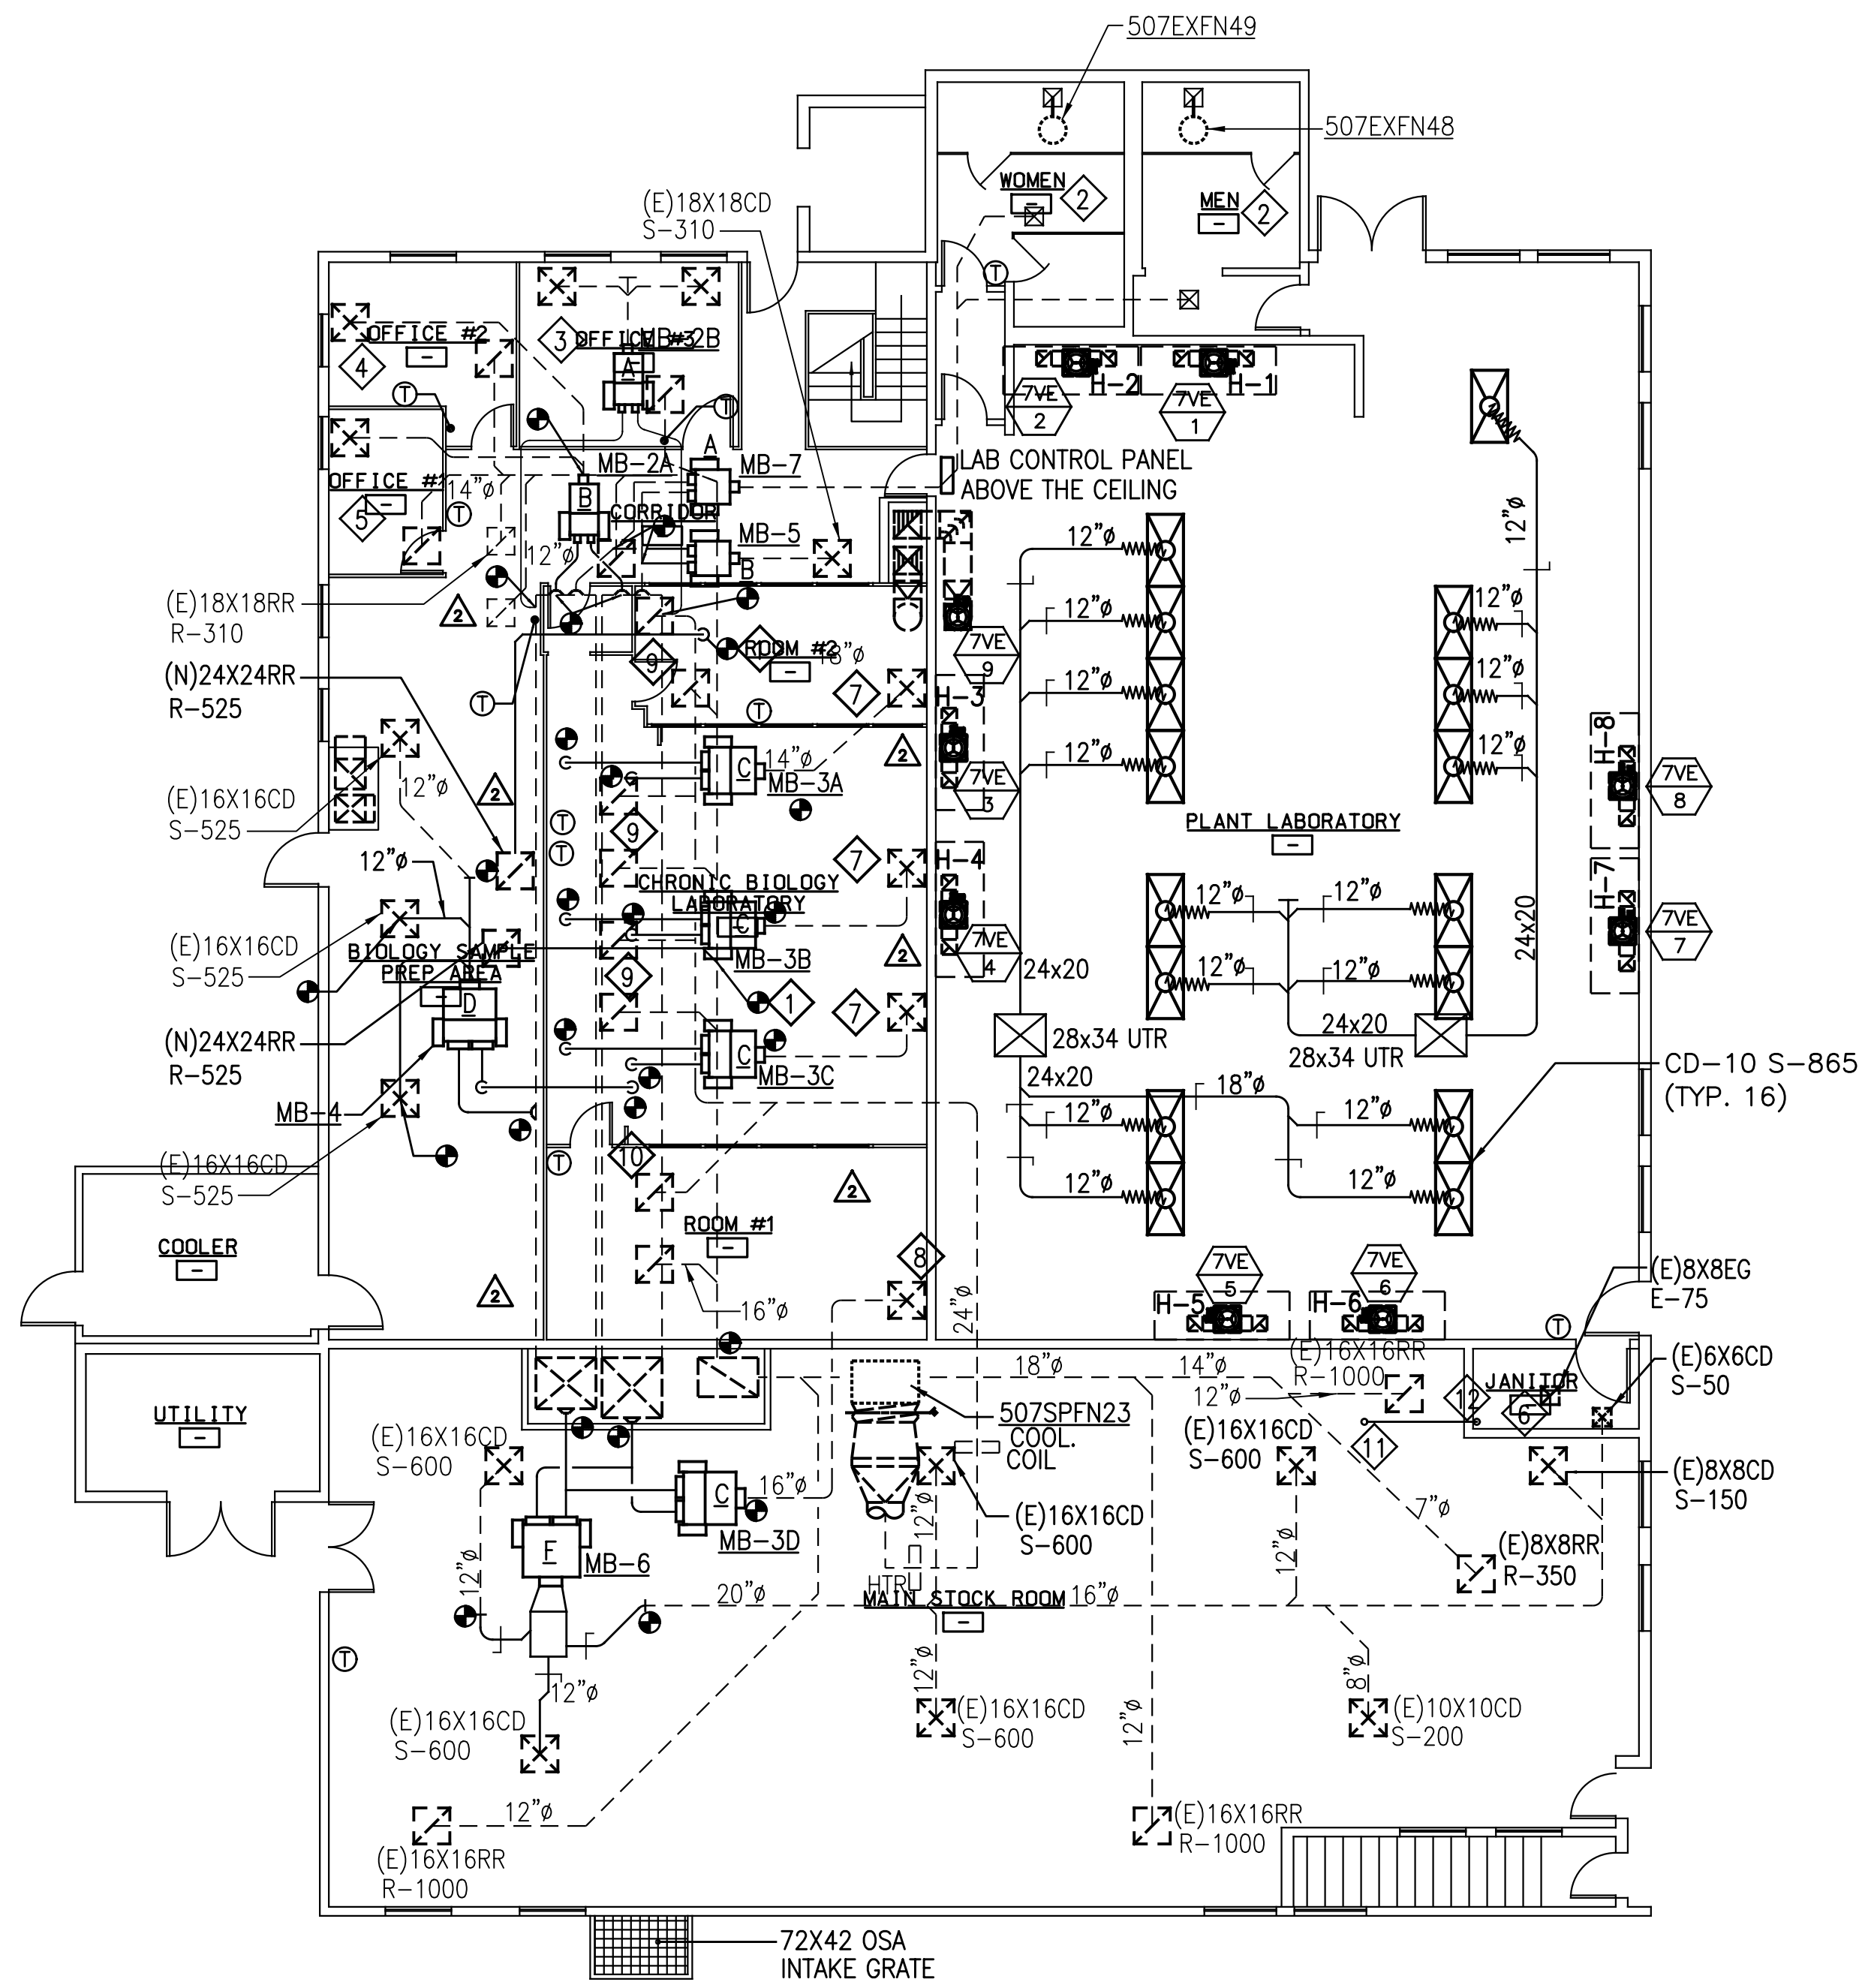 507EXFN49
507EXFN48
WOMEN
-
2
MEN
-
2
(E)18X18CD
S-310
T
OFFICE #2
-
4
T
3
OFFICE #3
MB-2B
A
T
H-2
H-1
7VE
2
7VE
1
OFFICE #1
-
5
14"ø
T
MB-2A
B
A
MB-7
CORRIDOR
MB-5
B
12"ø
LAB CONTROL PANEL
ABOVE THE CEILING
12"ø
12"ø
12"ø
12"ø
12"ø
12"ø
12"ø
12"ø
(E)18X18RR
R-310
2
(N)24X24RR
R-525
T
9
1
ROOM #2
-
18"ø
7
T
7VE
9
H-3
7VE
3
2
14"ø
C
MB-3A
H-8
7VE
8
(E)16X16CD
S-525
12"ø
2
T
T
9
7
PLANT LABORATORY
-
12"ø
CHRONIC BIOLOGY
LABORATORY
C
MB-3B
H-4
7VE
4
2
12"ø
12"ø
12"ø
12"ø
24x20
H-7
7VE
7
(E)16X16CD
S-525
BIOLOGY SAMPLE
PREP AREA
-
D
9
1
7
24x20
28x34 UTR
24x20
28x34 UTR
(N)24X24RR
R-525
C
MB-3C
24x20
18"ø
CD-10 S-865
(TYP. 16)
MB-4
12"ø
12"ø
12"ø
12"ø
(E)16X16CD
S-525
T
10
2
ROOM #1
-
8
COOLER
-
2
16"ø
24"ø
7VE
5
7VE
6
H-5
H-6
(E)8X8EG
E-75
T
18"ø
14"ø
(E)16X16RR
R-1000
12"ø
JANITOR
12
6
(E)6X6CD
S-50
UTILITY
-
507SPFN23
COOL.
COIL
(E)16X16CD
S-600
(E)16X16CD
S-600
11
(E)8X8CD
S-150
C
16"ø
MB-3D
12"ø
(E)16X16CD
S-600
12"ø
7"ø
(E)8X8RR
R-350
F
MB-6
12"ø
20"ø
HTR.
MAIN STOCK ROOM
-
16"ø
T
12"ø
12"ø
12"ø
8"ø
(E)16X16CD
S-600
(E)16X16CD
S-600
(E)10X10CD
S-200
12"ø
(E)16X16RR
R-1000
(E)16X16RR
R-1000
72X42 OSA
INTAKE GRATE